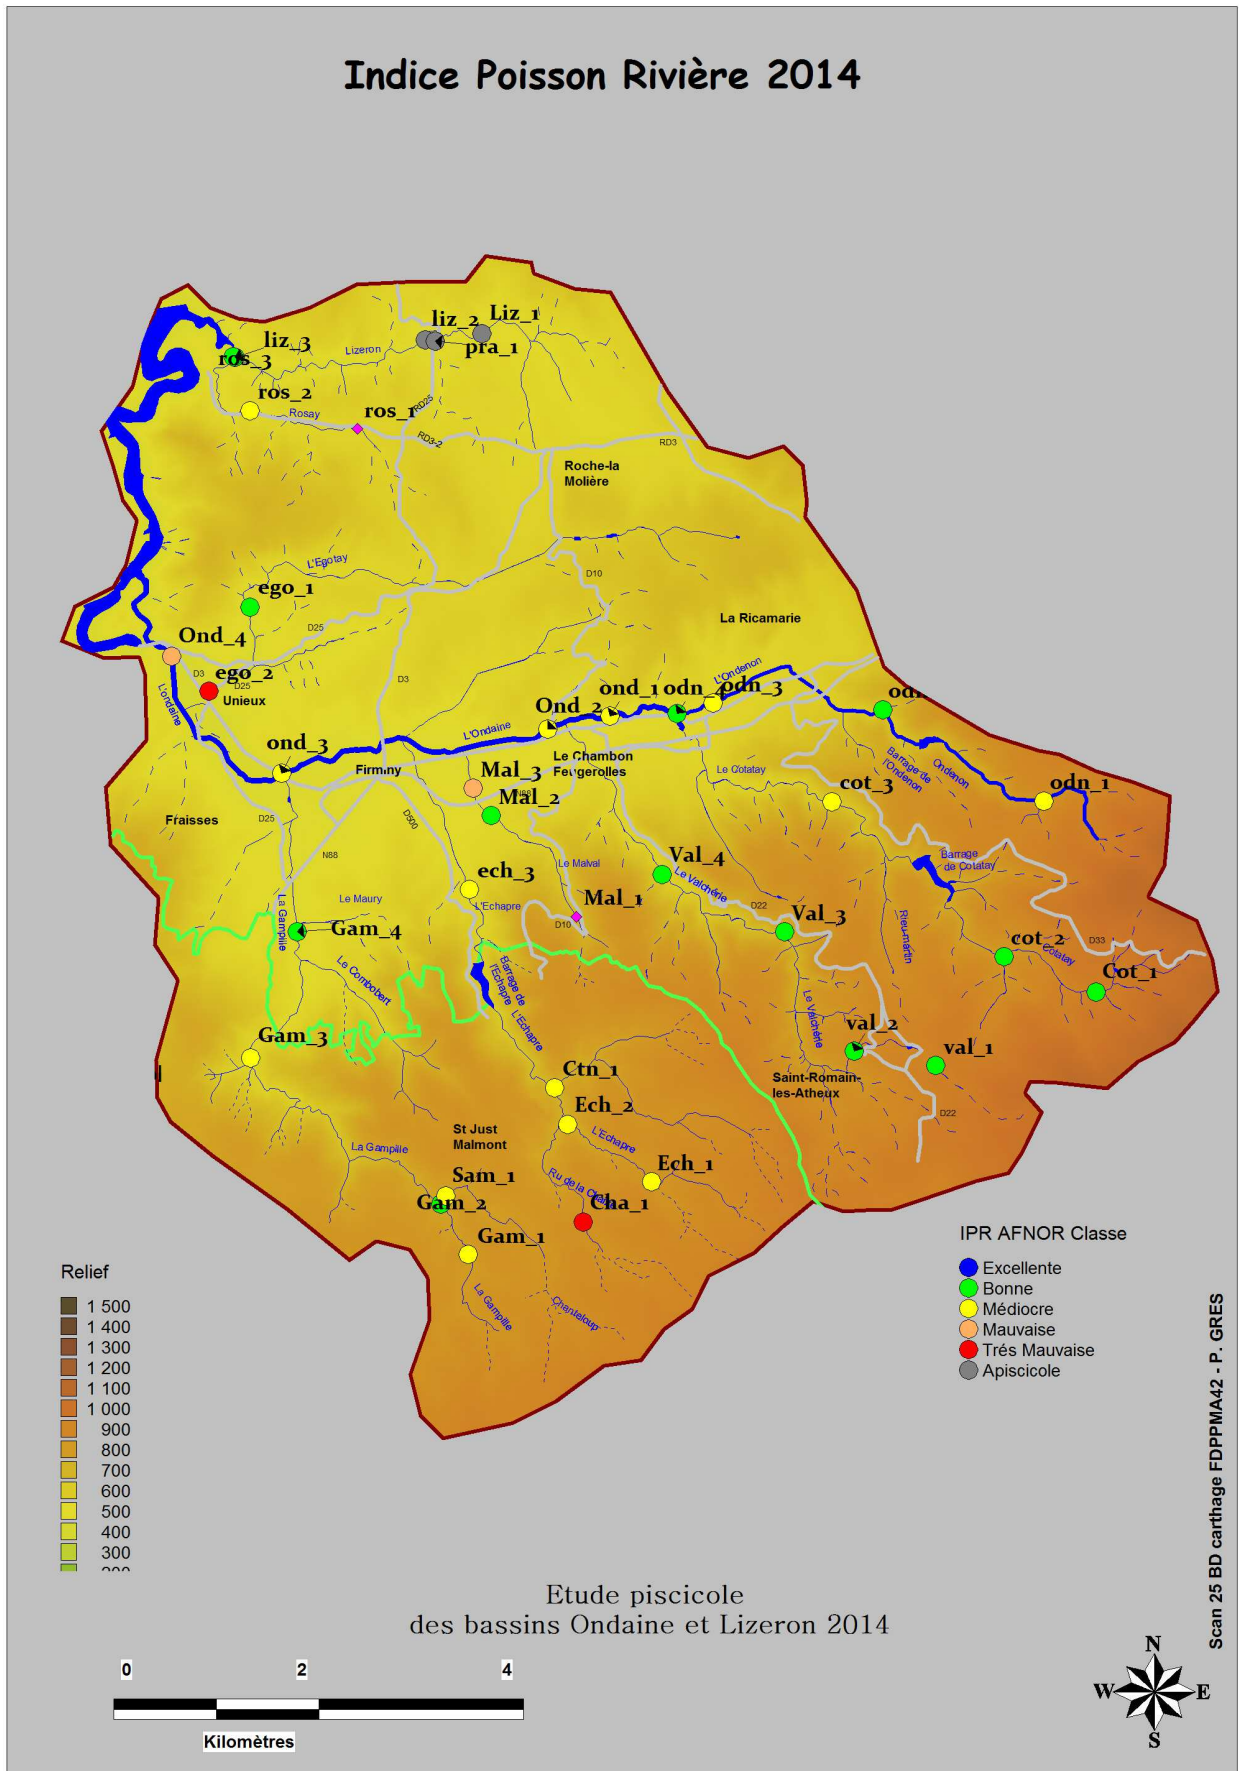 Indice Poisson Rivière 2014
liz_2
Liz_1
liz_3
Lizeron
pra_1
ros_3
ros_2
Rosay
ros_1
RD25
RD3-2
RD3
Roche-la
Molière
L'Egotay
D10
ego_1
La Ricamarie
D25
Ond_4
L'Ondenon
ego_2
D3
D25
D3
Unieux
ond_1
odn_4
odn_3
L'ondaine
Ond_2
L'Ondaine
ond_3
Le Chambon
Feugerolles
Firminy
Barrage de
l'Ondenon
Ondenon
Le Cotatay
Mal_3
N88
cot_3
odn_1
Mal_2
Fraisses
D25
D500
N88
Barrage
de Cotatay
Val_4
Le Malval
Le Valchérie
ech_3
Le Maury
L'Echapre
Mal_1
D22
Val_3
La Gampille
D10
Rieu martin
Gam_4
cot_2
Cotatay
D33
Le Combobert
Barrage de
l'Echapre
Cot_1
Le Valchérie
L'Echapre
Gam_3
val_2
val_1
Ctn_1
Saint-Romain-
les-Atheux
Ech_2
D22
St Just
Malmont
L'Echapre
La Gampille
Ech_1
Sam_1
Ru de la
Gam_2
Cha_1
Gam_1
La Gampille
Chanteloup
IPR AFNOR Classe
Excellente
Bonne
Médiocre
Mauvaise
Trés Mauvaise
Apiscicole
Relief
1 500
1 400
1 300
1 200
1 100
1 000
900
800
700
600
500
400
300
Scan 25 BD carthage FDPPMA42 - P. GRES
Etude piscicole
des bassins Ondaine et Lizeron 2014
0 2 4
Kilomètres
N
W E
S